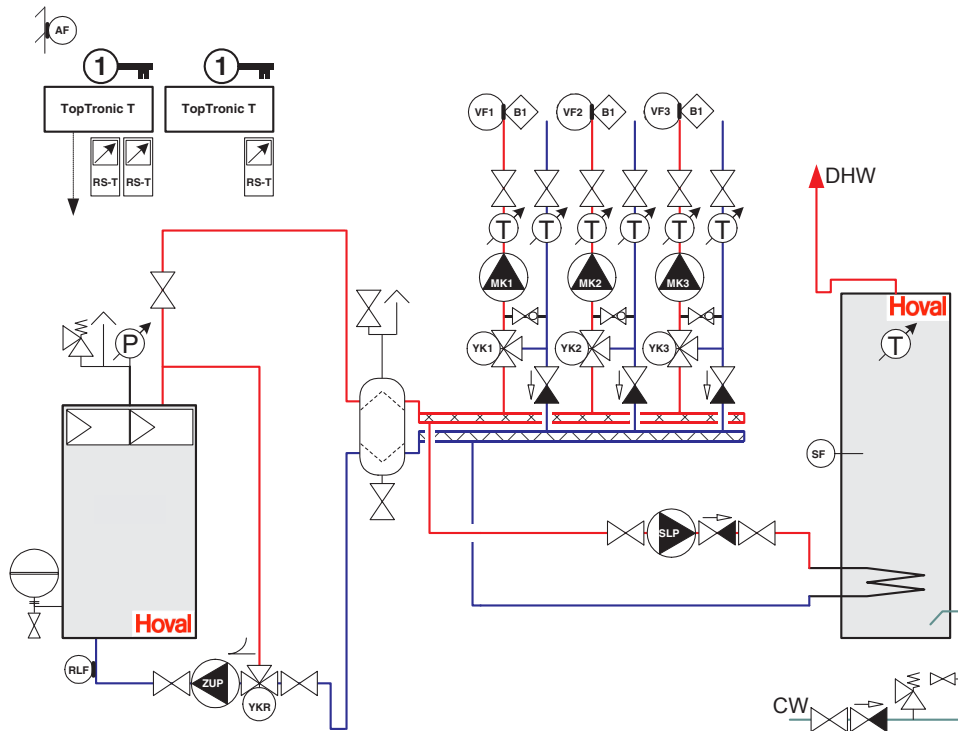 AF
1 1
TopTronic T TopTronic T
RS-T RS-T RS-T
VF1 B1 VF2 B1 VF3 B1
DHW
T T T T T T
MK1 MK2 MK3
Hoval
P
T
YK1 YK2 YK3
SF
SLP
Hoval
RLF
ZUP
YKR
CW